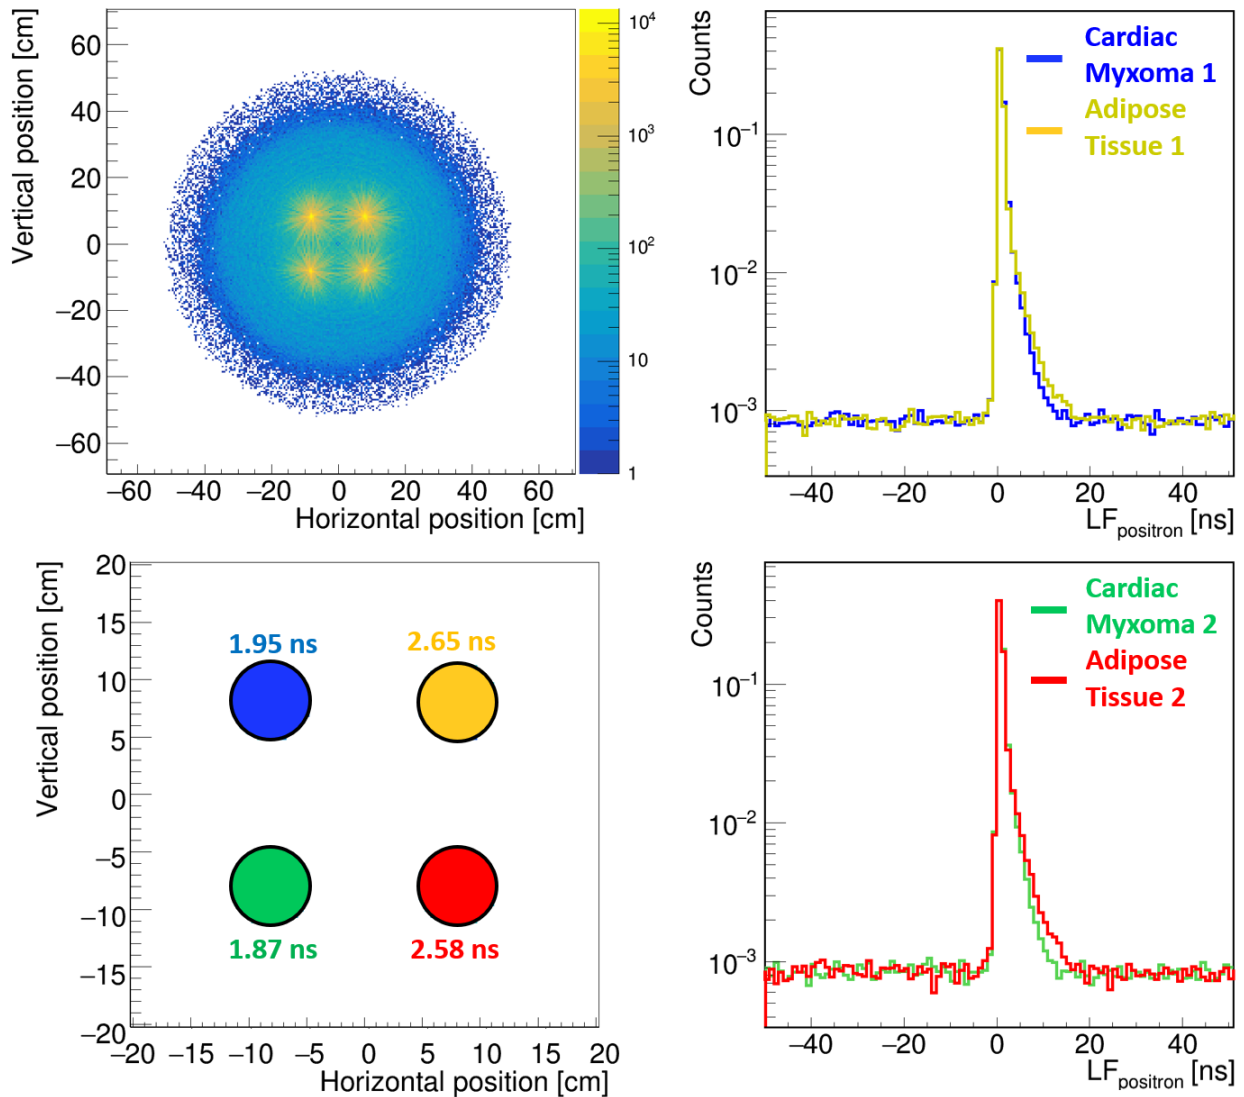 Vertical position [cm]
60
40
20
0
−20
−40
−60
−60 −40 −20 0 20 40 60
Horizontal position [cm]
10⁴
10³
10²
10
1
Counts
10⁻¹
10⁻²
10⁻³
−40 −20 0 20 40
LFpositron [ns]
Cardiac
Myxoma 1
Adipose
Tissue 1
Vertical position [cm]
20
15
10
5
0
−5
−10
−15
−20
−20 −15 −10 −5 0 5 10 15 20
Horizontal position [cm]
1.95 ns 2.65 ns
1.87 ns 2.58 ns
Counts
10⁻¹
10⁻²
10⁻³
−40 −20 0 20 40
LFpositron [ns]
Cardiac
Myxoma 2
Adipose
Tissue 2